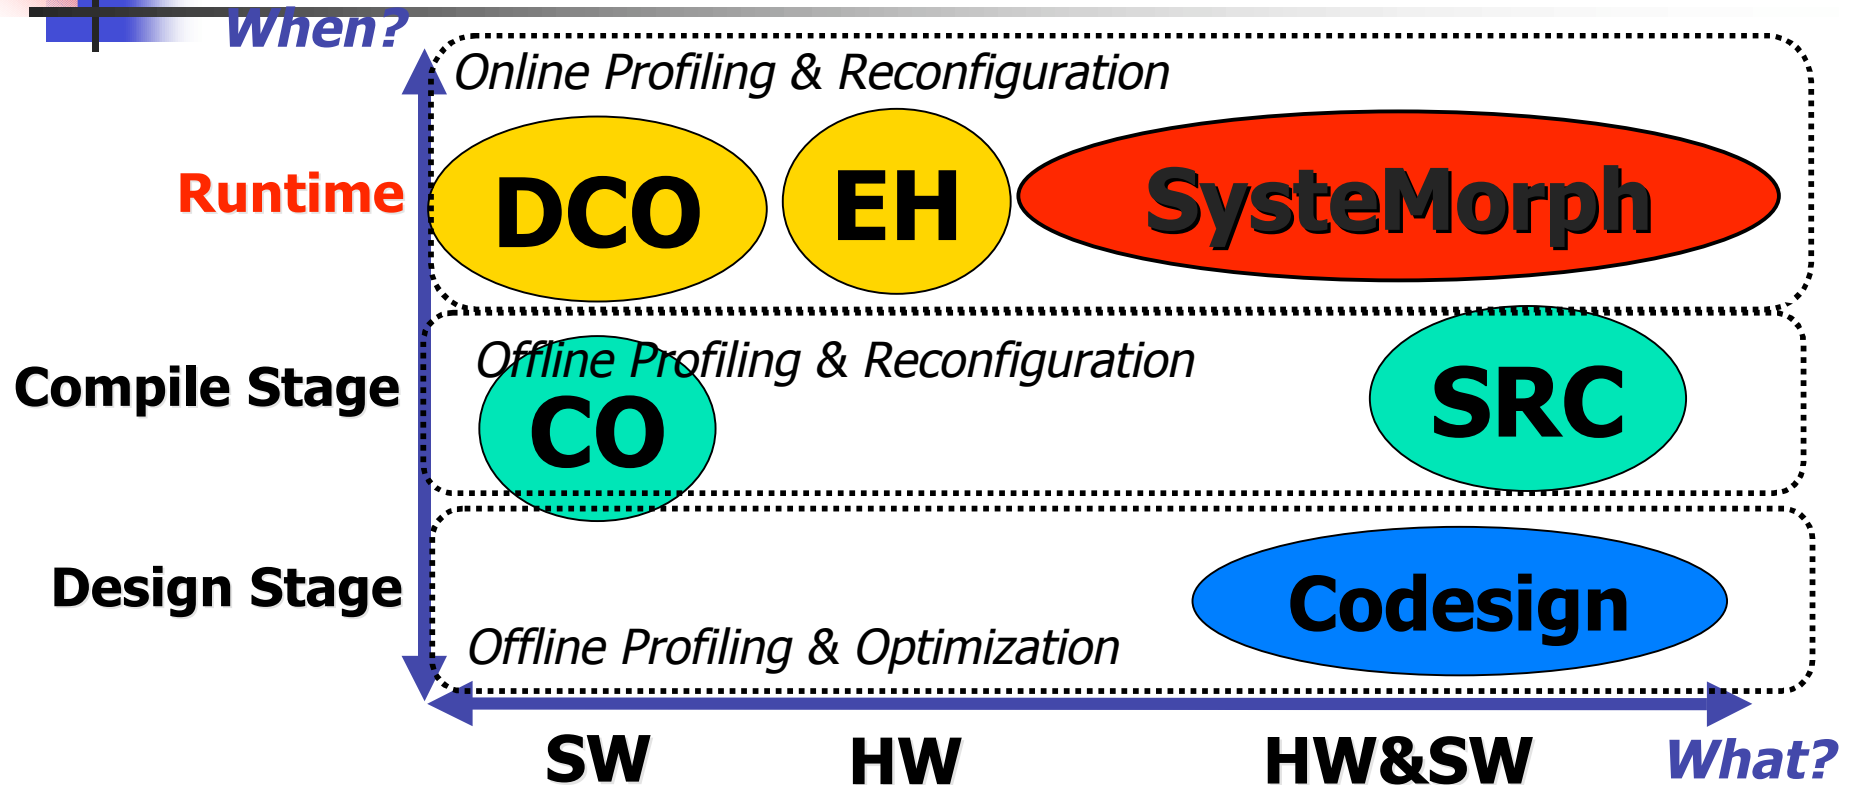 When?
Online Profiling & Reconfiguration
Runtime
DCO
EH
SysteMorph
Offline Profiling & Reconfiguration
Compile Stage
CO
SRC
Design Stage
Codesign
Offline Profiling & Optimization
SW
HW
HW&SW
What?